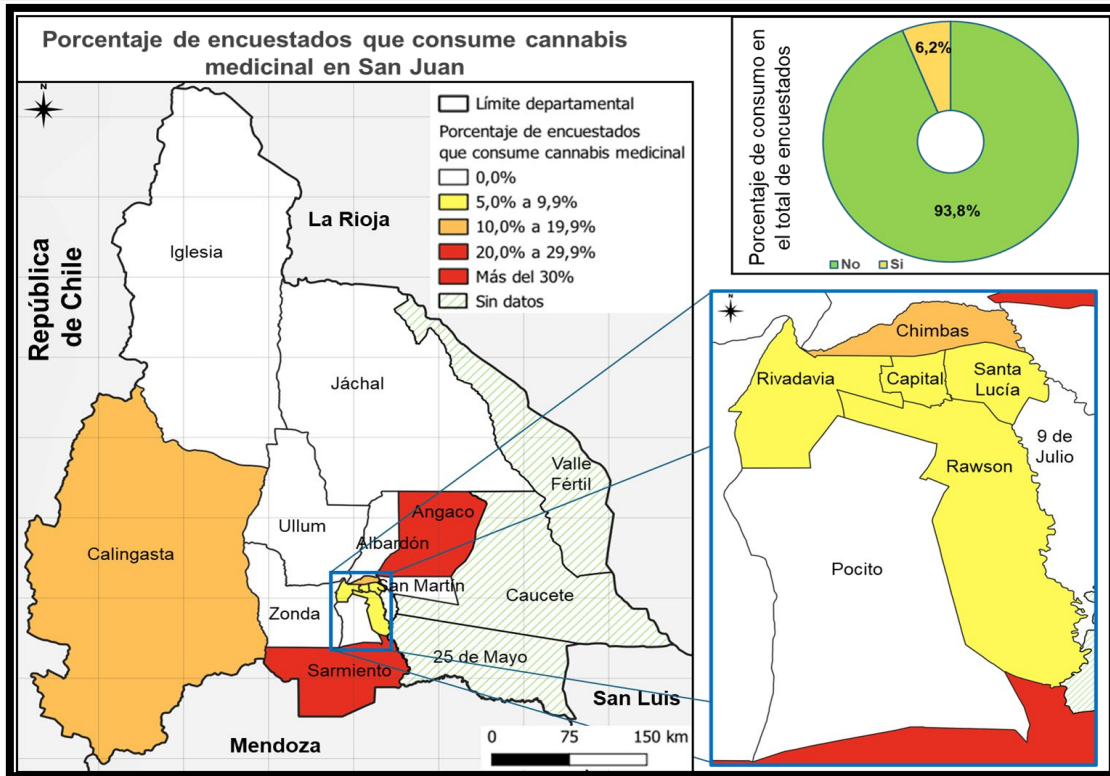 Porcentaje de encuestados que consume cannabis
medicinal en San Juan
N
Límite departamental
Porcentaje de encuestados
que consume cannabis medicinal
0,0%
5,0% a 9,9%
10,0% a 19,9%
20,0% a 29,9%
Más del 30%
Sin datos
República
de Chile
La Rioja
Iglesia
Jáchal
Valle
Fértil
Ullum
Angaco
Albardón
Calingasta
San Martín
Caucete
Zonda
25 de Mayo
Sarmiento
San Luis
Mendoza
0 75 150 km
Porcentaje de consumo en
el total de encuestados
6,2%
93,8%
No Si
N
Chimbas
Rivadavia
Capital
Santa
Lucía
9 de
Julio
Rawson
Pocito